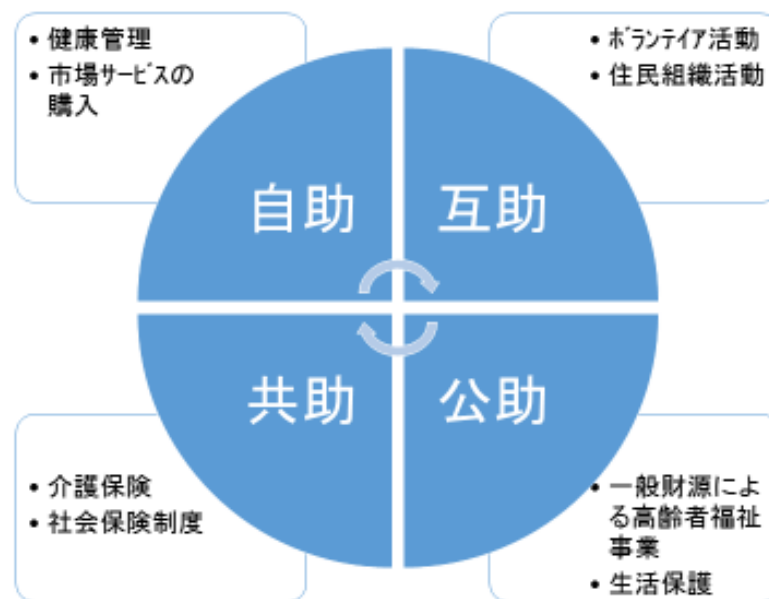 • 健康管理
• 市場サービスの
購入
• ボランテイア活動
• 住民組織活動
自助
互助
共助
公助
• 介護保険
• 社会保険制度
• 一般財源によ
る高齢者福祉
事業
• 生活保護